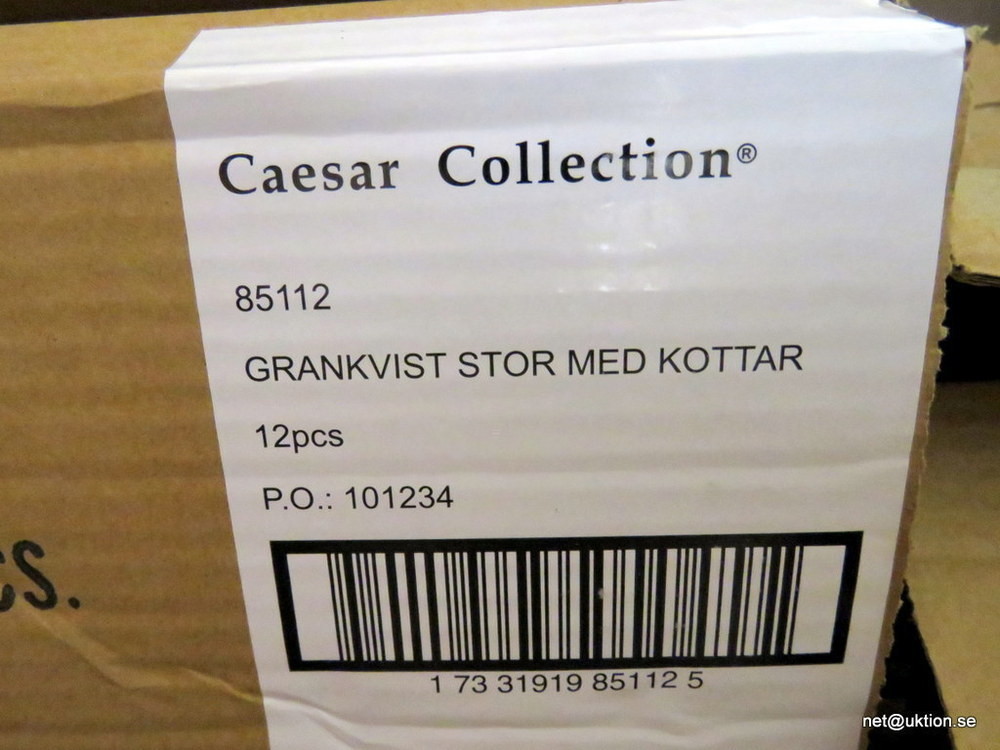 Caesar Collection®
85112
GRANKVIST STOR MED KOTTAR
12pcs
P.O.: 101234
1 73 31919 85112 5
net@uktion.se